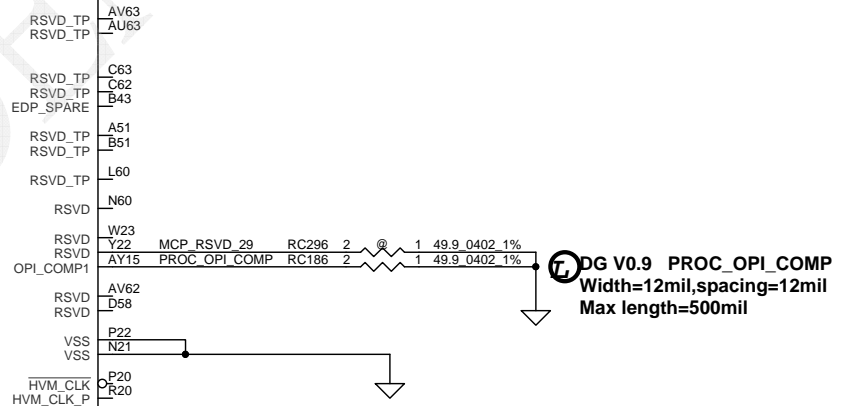 RSVD_TP AV63
RSVD_TP AU63
RSVD_TP C63
RSVD_TP C62
EDP_SPARE B43
RSVD_TP A51
RSVD_TP B51
RSVD_TP L60
RSVD N60
RSVD W23
RSVD Y22 MCP_RSVD_29 RC296 2 @ 1 49.9_0402_1%
OPI_COMP1 AY15 PROC_OPI_COMP RC186 2 1 49.9_0402_1%
DG V0.9 PROC_OPI_COMP
Width=12mil,spacing=12mil
Max length=500mil
RSVD AV62
RSVD D58
VSS P22
VSS N21
HVM_CLK P20
HVM_CLK_P R20